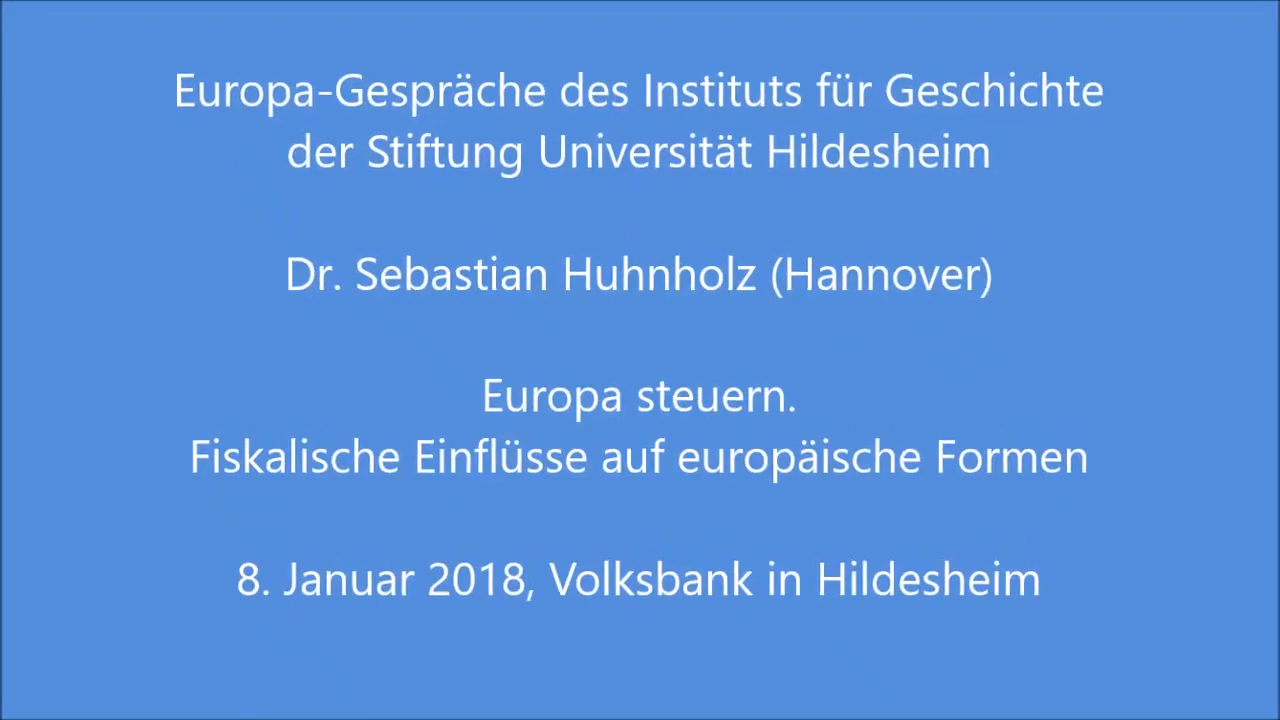 Europa-Gespräche des Instituts für Geschichte
der Stiftung Universität Hildesheim
Dr. Sebastian Huhnholz (Hannover)
Europa steuern.
Fiskalische Einflüsse auf europäische Formen
8. Januar 2018, Volksbank in Hildesheim